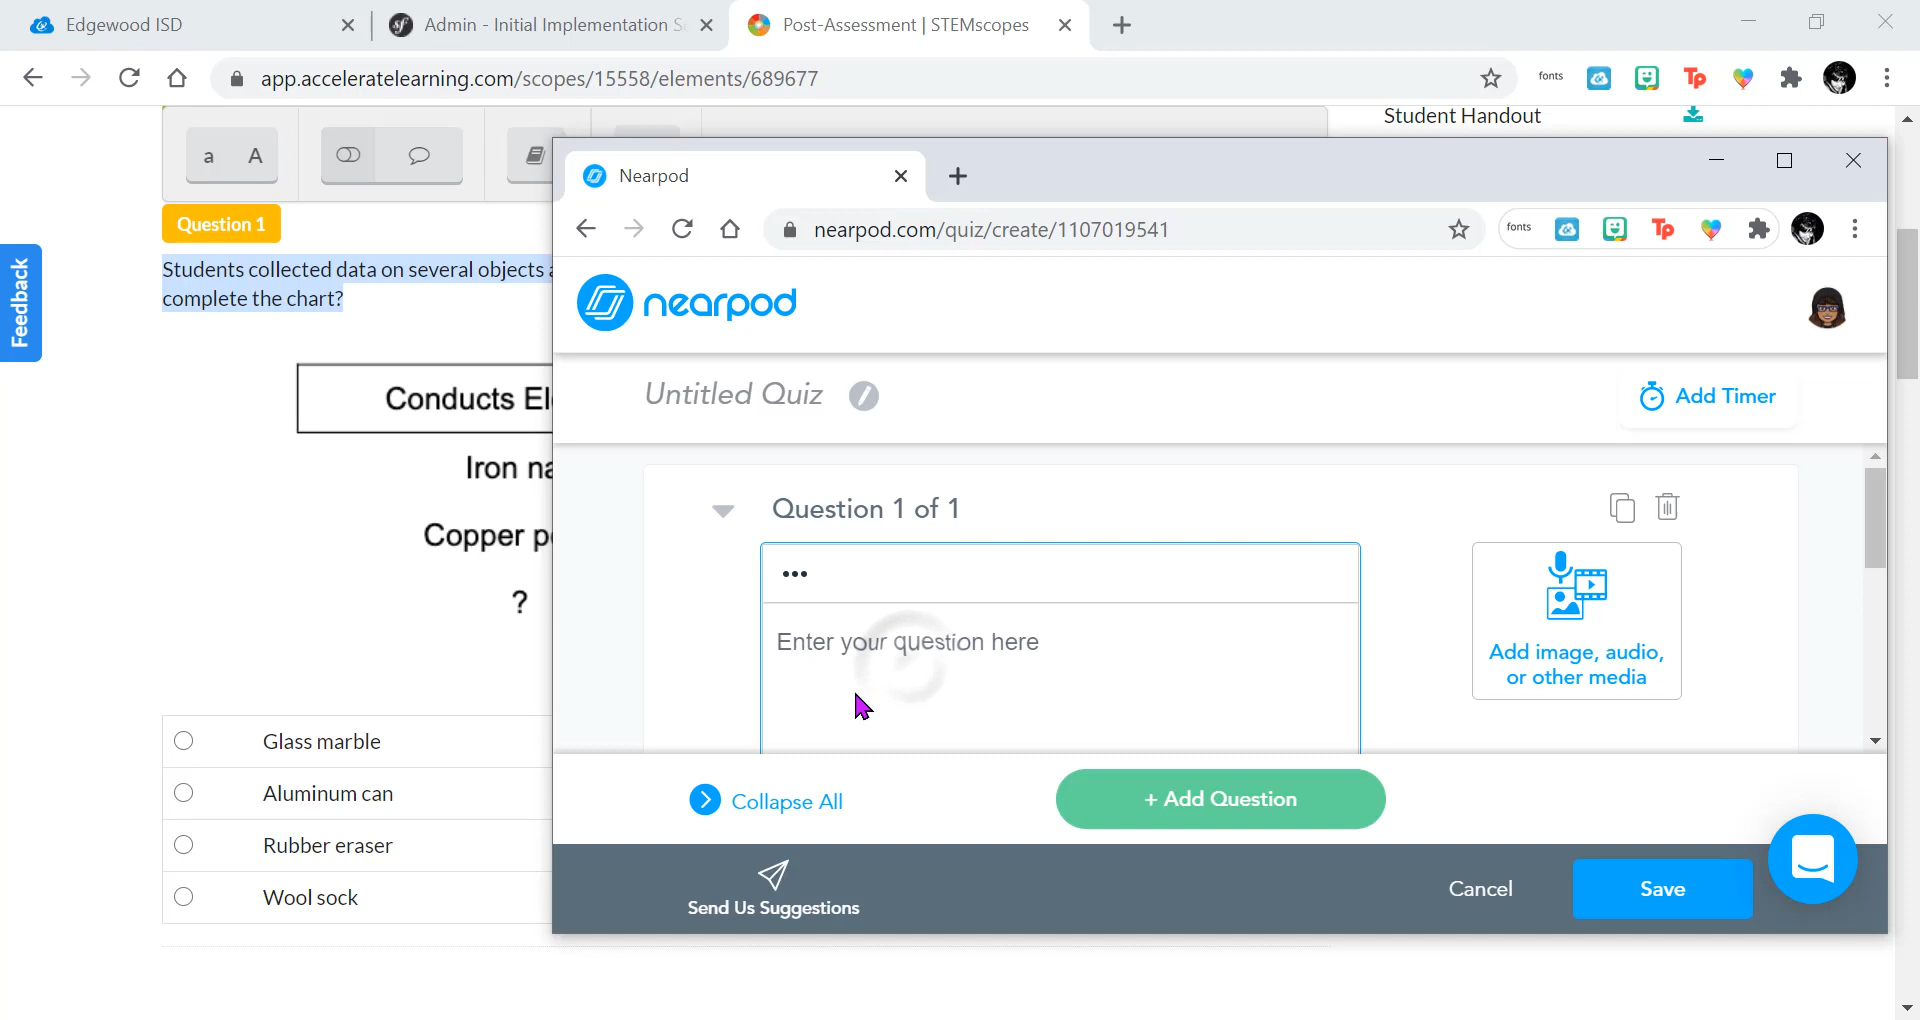 Edgewood ISD
Admin - Initial Implementation S
Post-Assessment | STEMscopes
app.acceleratelearning.com/scopes/15558/elements/689677
fonts
Tp
Student Handout
a A
Question 1
Feedback
Students collected data on several objects
complete the chart?
Conducts El
Iron na
Copper p
?
Glass marble
Aluminum can
Rubber eraser
Wool sock
Nearpod
nearpod.com/quiz/create/1107019541
fonts
Tp
nearpod
Untitled Quiz
Add Timer
Question 1 of 1
Enter your question here
Add image, audio,
or other media
Collapse All
+ Add Question
Send Us Suggestions
Cancel
Save